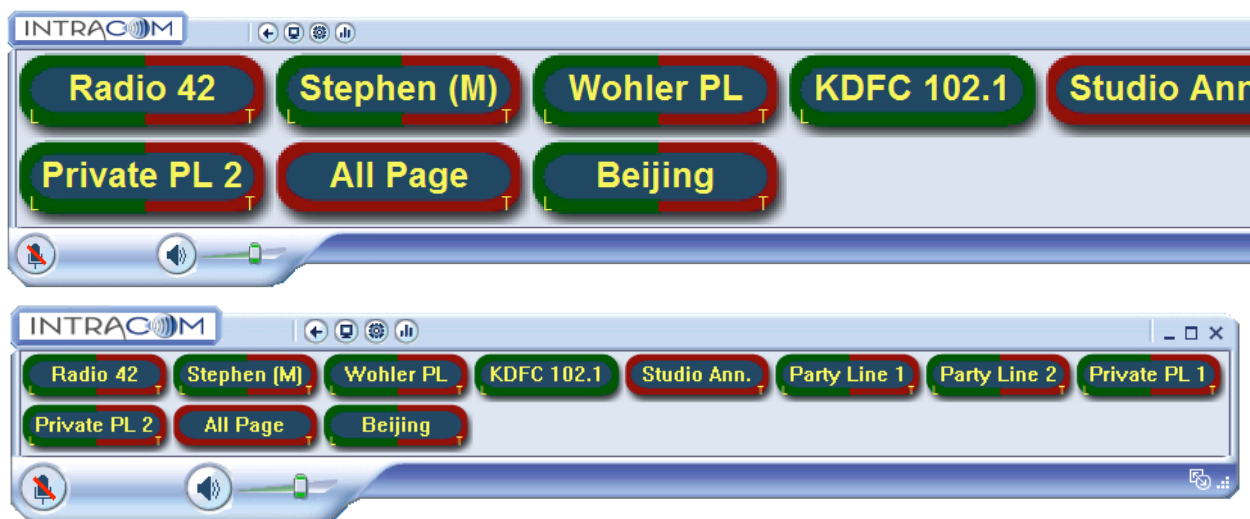 INTRACOM
Radio 42 Stephen (M) Wohler PL KDFC 102.1 Studio Ann
L T L T L T L
Private PL 2 All Page Beijing
L T T L T
INTRACOM
Radio 42 Stephen (M) Wohler PL KDFC 102.1 Studio Ann. Party Line 1 Party Line 2 Private PL 1
L T L T L T L T L T L T L T
Private PL 2 All Page Beijing
L T T L T